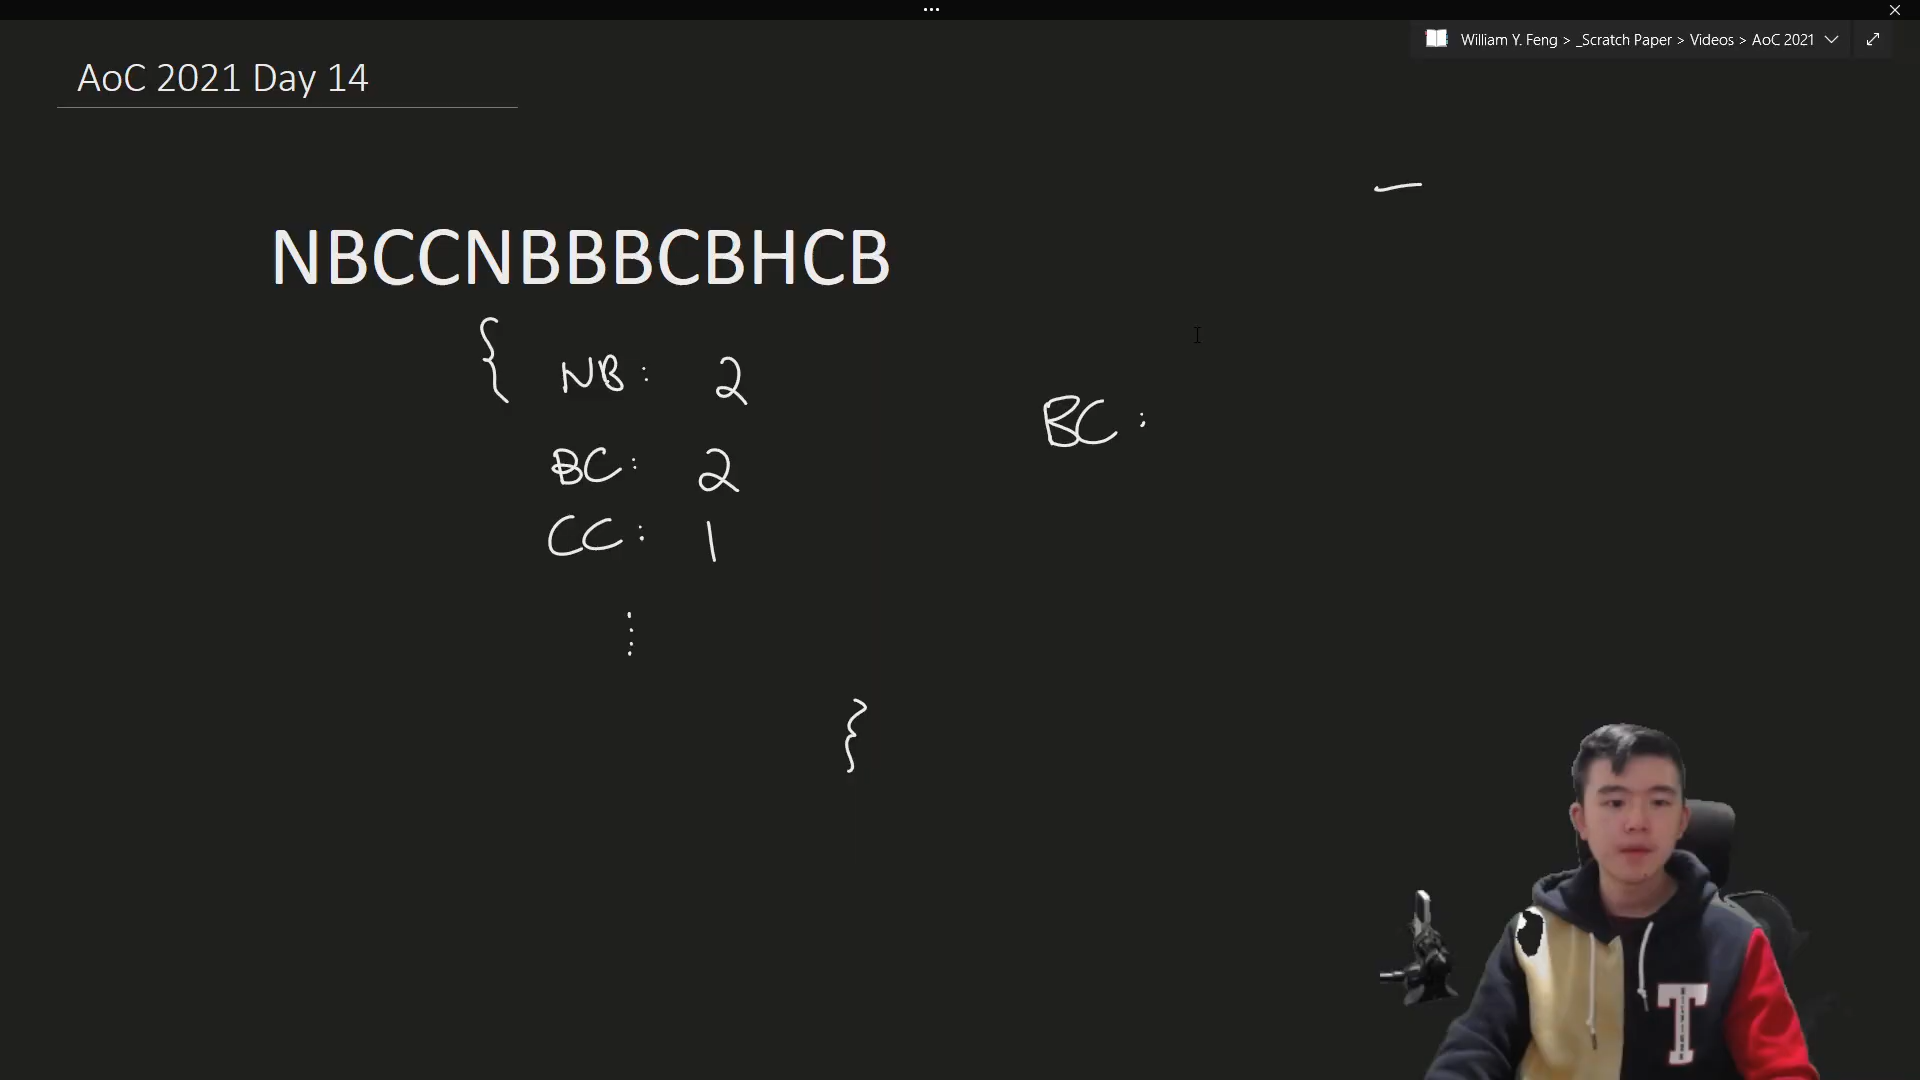 William Y. Feng > _Scratch Paper > Videos > AoC 2021
AoC 2021 Day 14
NBCCNBBBCBHCB
{ NB: 2
BC: 2
CC: 1
⋮
}
BC:
T